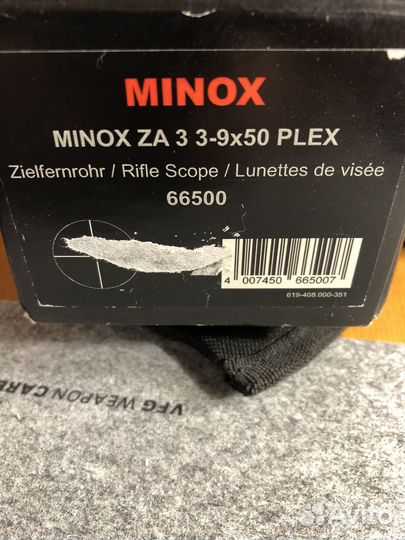 MINOX
MINOX ZA 3 3-9x50 PLEX
Zielfernrohr / Rifle Scope / Lunettes de visée
66500
4 007450 665007
619-408.000-351
VFG WEAPON CARE
Avito